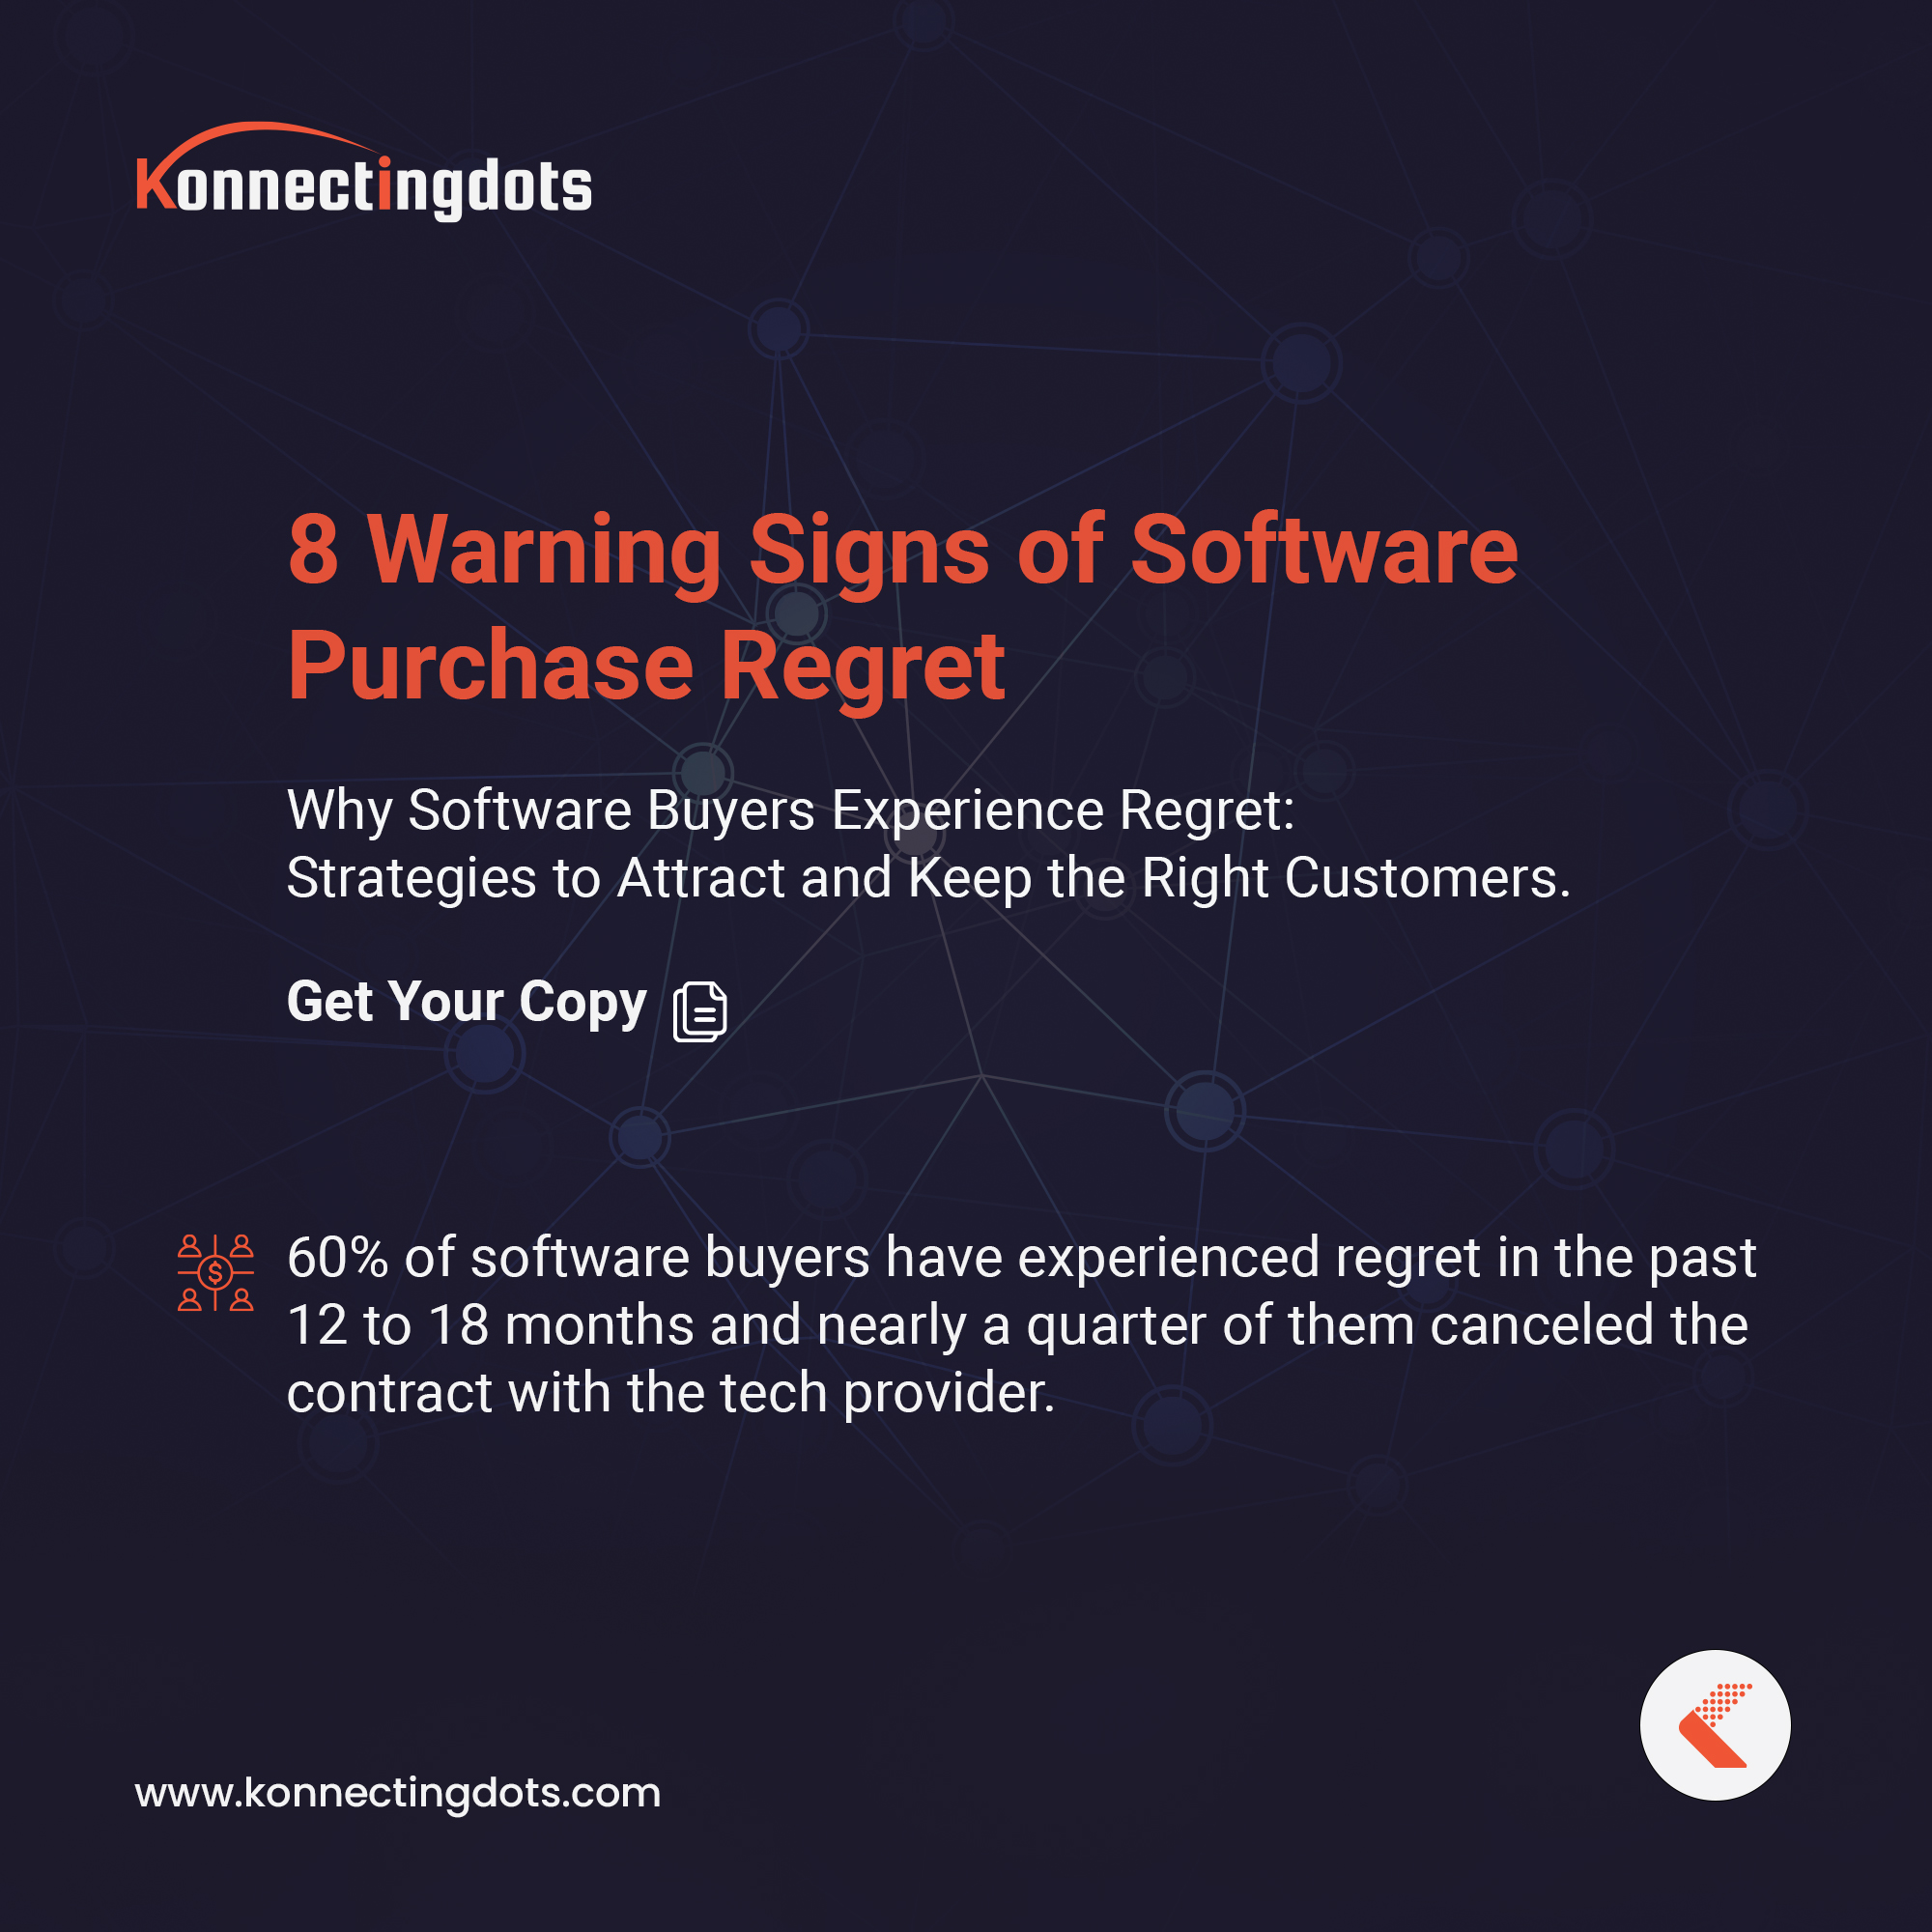 Konnectingdots
8 Warning Signs of Software
Purchase Regret
Why Software Buyers Experience Regret:
Strategies to Attract and Keep the Right Customers.
Get Your Copy
$
60% of software buyers have experienced regret in the past
12 to 18 months and nearly a quarter of them canceled the
contract with the tech provider.
www.konnectingdots.com